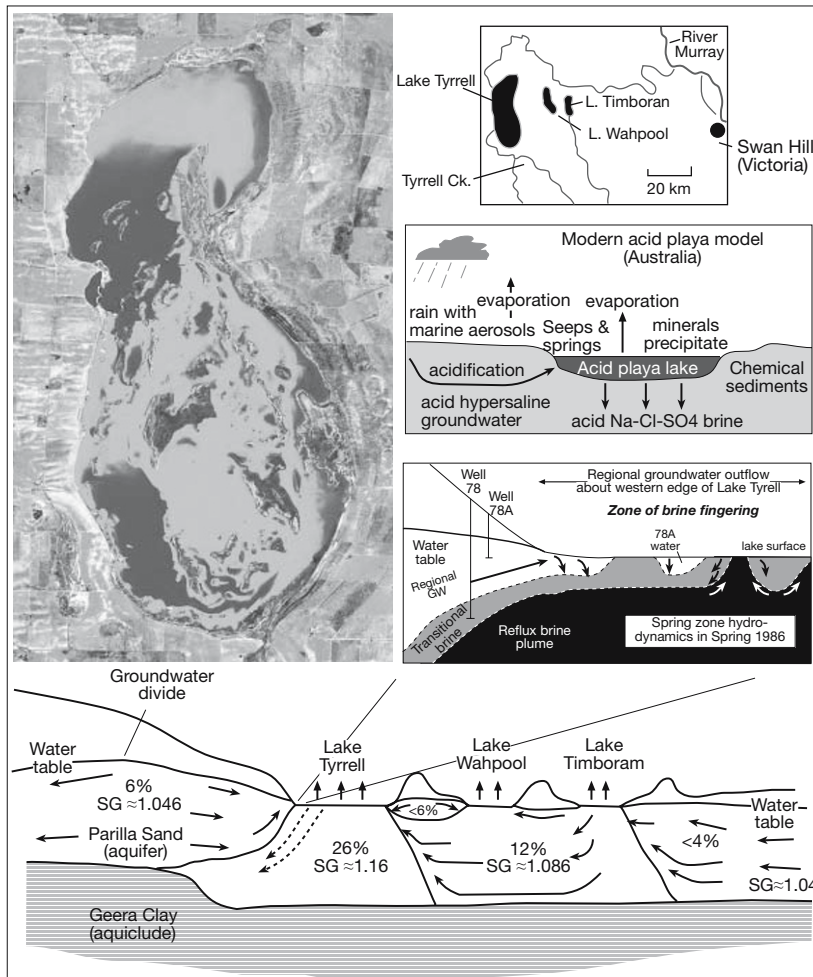 Lake Tyrrell
River
Murray
L. Timboran
L. Wahpool
Swan Hill
(Victoria)
Tyrrell Ck.
20 km
Modern acid playa model
(Australia)
rain with
marine aerosols
evaporation
evaporation
Seeps &
springs
minerals
precipitate
acidification
Acid playa lake
Chemical
sediments
acid hypersaline
groundwater
acid Na-Cl-SO4 brine
Well
78
Well
78A
Regional groundwater outflow
about western edge of Lake Tyrell
Zone of brine fingering
Water
table
78A
water
lake surface
Regional
GW
Transitional
brine
Reflux brine
plume
Spring zone hydro-
dynamics in Spring 1986
Groundwater
divide
Water
table
Lake
Tyrrell
Lake
Wahpool
Lake
Timboram
6%
SG ≈1.046
<6%
Water-
table
Parilla Sand
(aquifer)
26%
SG ≈1.16
12%
SG ≈1.086
<4%
SG≈1.04
Geera Clay
(aquiclude)